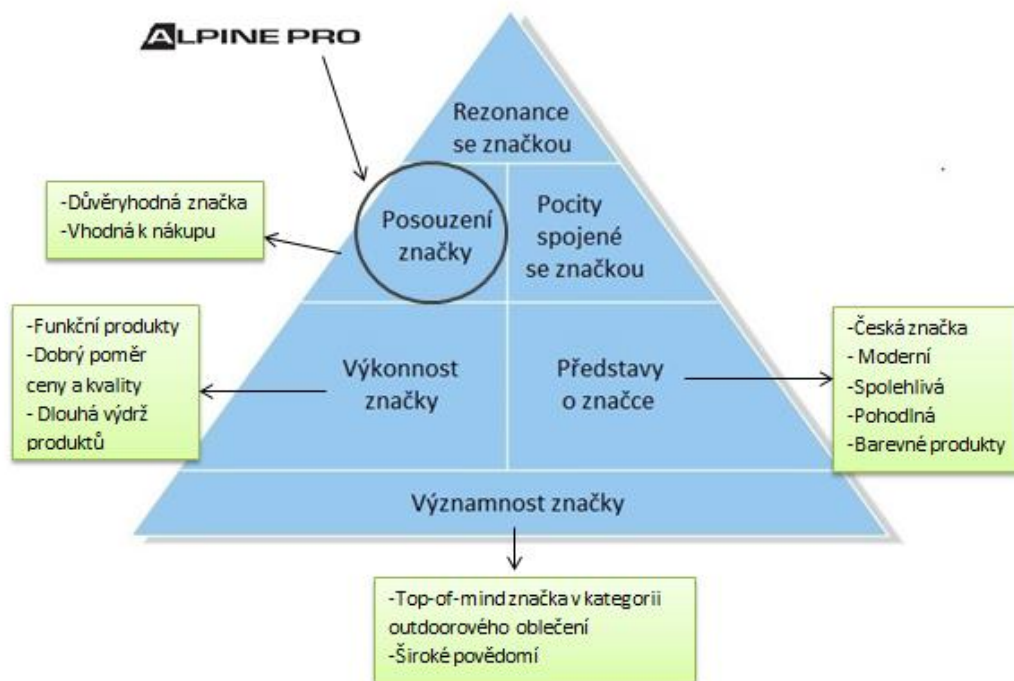 ALPINE PRO
Rezonance
se značkou
-Důvěryhodná značka
-Vhodná k nákupu
Posouzení
značky
Pocity
spojené
se značkou
-Funkční produkty
-Dobrý poměr
ceny a kvality
- Dlouhá výdrž
produktů
Výkonnost
značky
Představy
o značce
-Česká značka
- Moderní
-Spolehlivá
-Pohodlná
-Barevné produkty
Významnost značky
-Top-of-mind značka v kategorii
outdoorového oblečení
-Široké povědomí